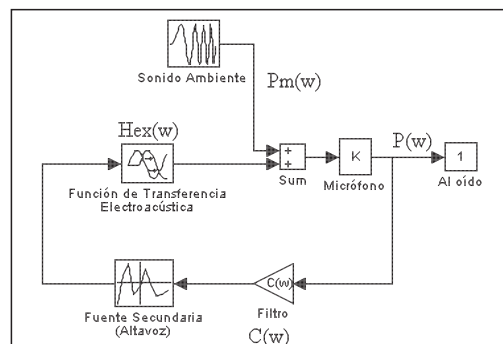 Sonido Ambiente
Pm(w)
Hex(w)
Función de Transferencia
Electroacústica
+
+
Sum
K
Micrófono
P(w)
1
Al oído
Fuente Secundaria
(Altavoz)
C(w)
Filtro
C(w)